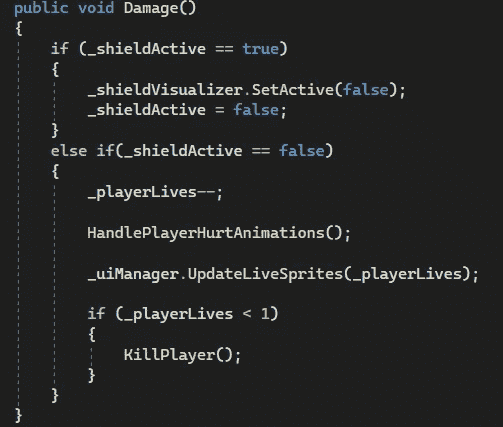 public void Damage()
{
if (_shieldActive == true)
{
_shieldVisualizer.SetActive(false);
_shieldActive = false;
}
else if(_shieldActive == false)
{
_playerLives--;
HandlePlayerHurtAnimations();
_uiManager.UpdateLiveSprites(_playerLives);
if (_playerLives < 1)
{
KillPlayer();
}
}
}